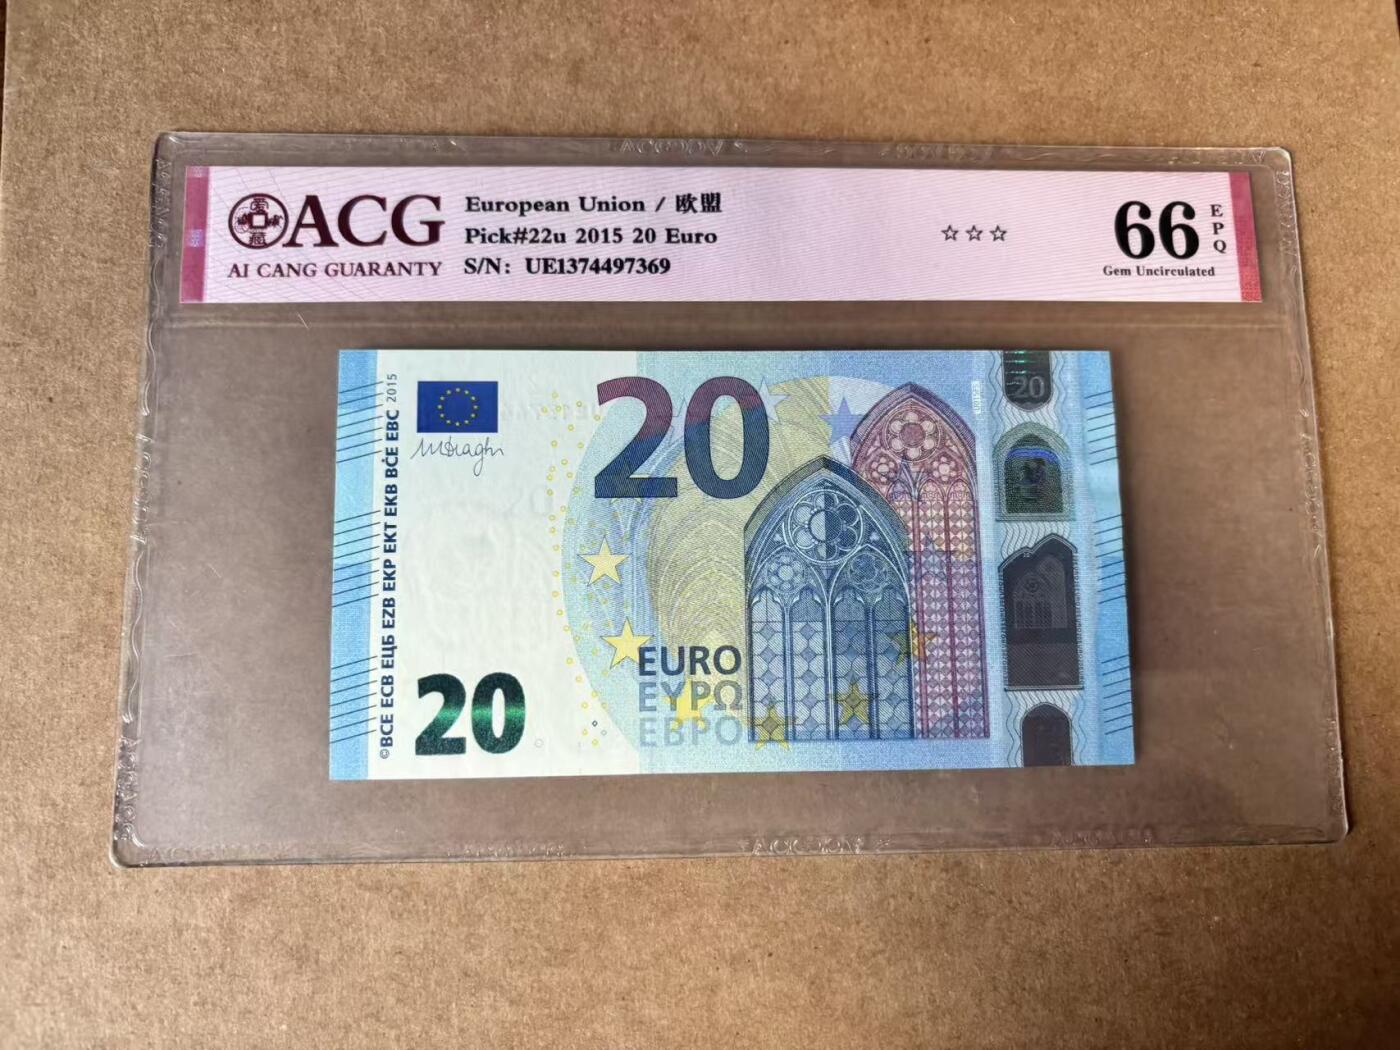 ACG
AI CANG GUARANTY
European Union / 欧盟
Pick#22u 2015 20 Euro
S/N: UE1374497369
☆☆☆
66
EPQ
Gem Uncirculated
©BCE ECB ЕЦБ EZB EKP EKT EKB BĊE EBC 2015
20
20
EURO
ΕΥΡΩ
ЕВРО
20